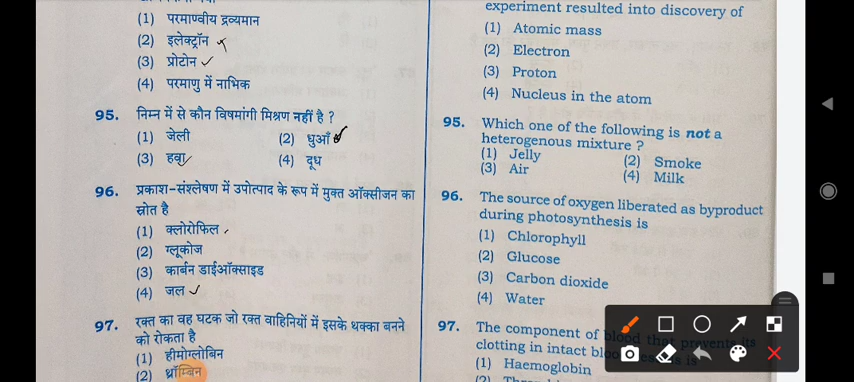 (1) परमाण्वीय द्रव्यमान
(2) इलेक्ट्रॉन
(3) प्रोटोन
(4) परमाणु में नाभिक
95. निम्न में से कौन विषमांगी मिश्रण नहीं है ?
(1) जेली (2) धुआँ
(3) हवा (4) दूध
96. प्रकाश-संश्लेषण में उपोत्पाद के रूप में मुक्त ऑक्सीजन का
स्रोत है
(1) क्लोरोफिल
(2) ग्लूकोज
(3) कार्बन डाईऑक्साइड
(4) जल
97. रक्त का वह घटक जो रक्त वाहिनियों में इसके थक्का बनने
को रोकता है
(1) हीमोग्लोबिन
(2) थ्रॉम्बिन
experiment resulted into discovery of
(1) Atomic mass
(2) Electron
(3) Proton
(4) Nucleus in the atom
95. Which one of the following is not a
heterogenous mixture ?
(1) Jelly (2) Smoke
(3) Air (4) Milk
96. The source of oxygen liberated as byproduct
during photosynthesis is
(1) Chlorophyll
(2) Glucose
(3) Carbon dioxide
(4) Water
97. The component of blood that prevents its
clotting in intact blood vessels is
(1) Haemoglobin